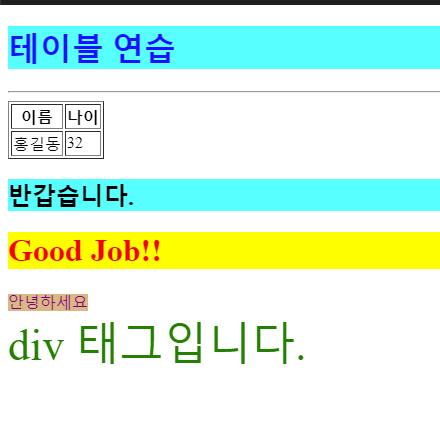 테이블 연습
이름 나이
홍길동 32
반갑습니다.
Good Job!!
안녕하세요
div 태그입니다.